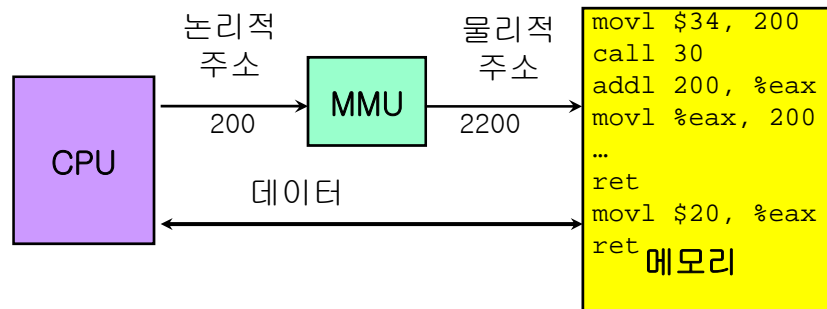 논리적
주소
물리적
주소
CPU
200
MMU
2200
데이터
movl $34, 200
call 30
addl 200, %eax
movl %eax, 200
…
ret
movl $20, %eax
ret
메모리